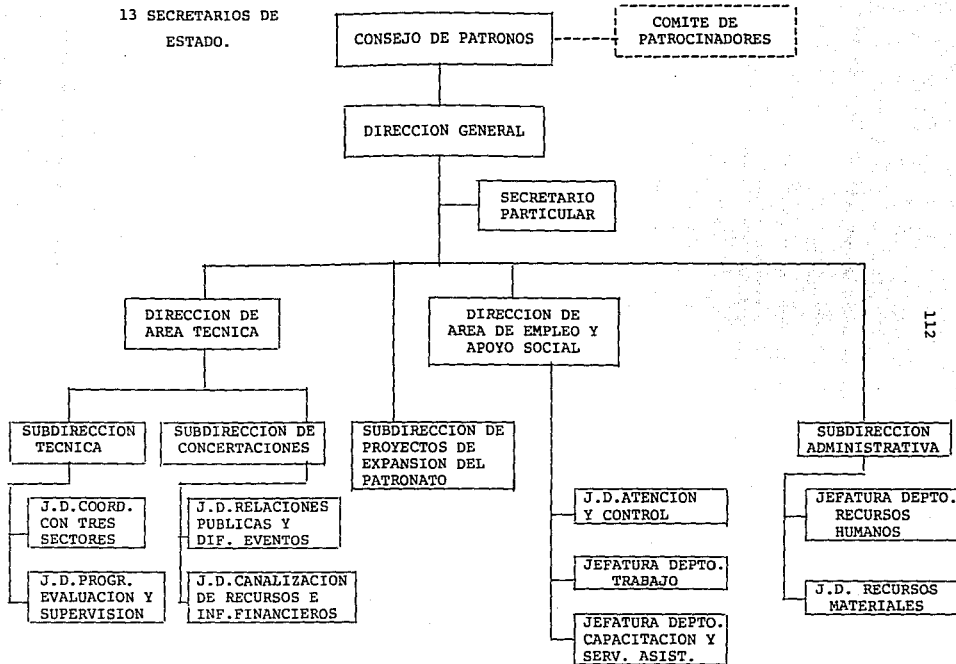 13 SECRETARIOS DE
ESTADO.
CONSEJO DE PATRONOS
COMITE DE
PATROCINADORES
DIRECCION GENERAL
SECRETARIO
PARTICULAR
DIRECCION DE
AREA TECNICA
DIRECCION DE
AREA DE EMPLEO Y
APOYO SOCIAL
112
SUBDIRECCION
TECNICA
SUBDIRECCION DE
CONCERTACIONES
SUBDIRECCION DE
PROYECTOS DE
EXPANSION DEL
PATRONATO
SUBDIRECCION
ADMINISTRATIVA
J.D.COORD.
CON TRES
SECTORES
J.D.RELACIONES
PUBLICAS Y
DIF. EVENTOS
J.D.ATENCION
Y CONTROL
JEFATURA DEPTO.
RECURSOS
HUMANOS
J.D.PROGR.
EVALUACION Y
SUPERVISION
J.D.CANALIZACION
DE RECURSOS E
INF.FINANCIEROS
JEFATURA DEPTO.
TRABAJO
J.D. RECURSOS
MATERIALES
JEFATURA DEPTO.
CAPACITACION Y
SERV. ASIST.